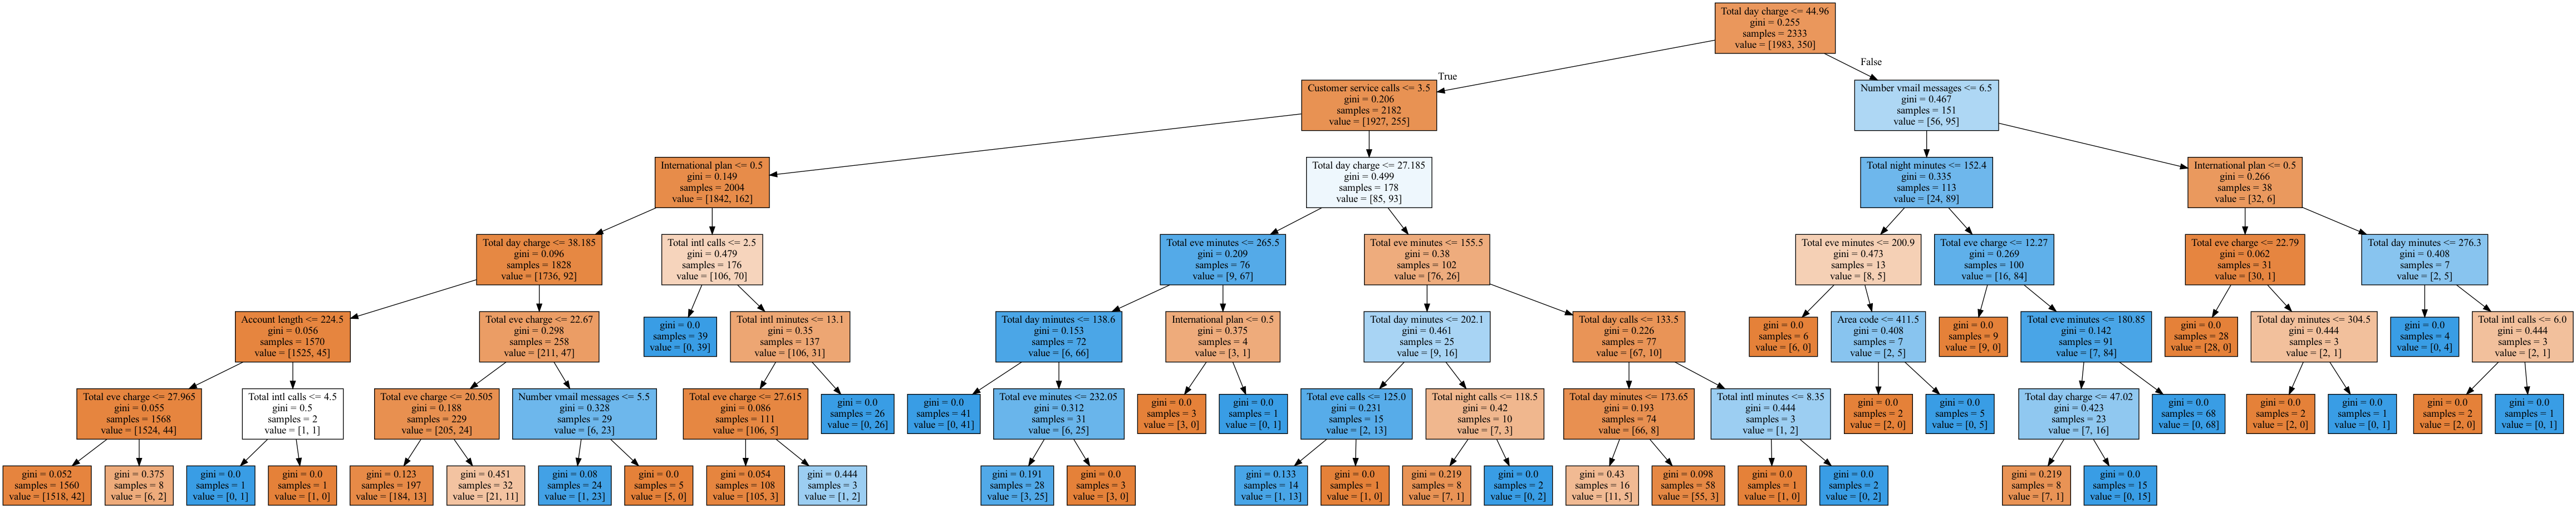 Total day charge <= 44.96
gini = 0.255
samples = 2333
value = [1983, 350]
True
False
Customer service calls <= 3.5
gini = 0.206
samples = 2182
value = [1927, 255]
Number vmail messages <= 6.5
gini = 0.467
samples = 151
value = [56, 95]
International plan <= 0.5
gini = 0.149
samples = 2004
value = [1842, 162]
Total day charge <= 27.185
gini = 0.499
samples = 178
value = [85, 93]
Total night minutes <= 152.4
gini = 0.335
samples = 113
value = [24, 89]
International plan <= 0.5
gini = 0.266
samples = 38
value = [32, 6]
Total day charge <= 38.185
gini = 0.096
samples = 1828
value = [1736, 92]
Total intl calls <= 2.5
gini = 0.479
samples = 176
value = [106, 70]
Total eve minutes <= 265.5
gini = 0.209
samples = 76
value = [9, 67]
Total eve minutes <= 155.5
gini = 0.38
samples = 102
value = [76, 26]
Total eve minutes <= 200.9
gini = 0.473
samples = 13
value = [8, 5]
Total eve charge <= 12.27
gini = 0.269
samples = 100
value = [16, 84]
Total eve charge <= 22.79
gini = 0.062
samples = 31
value = [30, 1]
Total day minutes <= 276.3
gini = 0.408
samples = 7
value = [2, 5]
Account length <= 224.5
gini = 0.056
samples = 1570
value = [1525, 45]
Total eve charge <= 22.67
gini = 0.298
samples = 258
value = [211, 47]
gini = 0.0
samples = 39
value = [0, 39]
Total intl minutes <= 13.1
gini = 0.35
samples = 137
value = [106, 31]
Total day minutes <= 138.6
gini = 0.153
samples = 72
value = [6, 66]
International plan <= 0.5
gini = 0.375
samples = 4
value = [3, 1]
Total day minutes <= 202.1
gini = 0.461
samples = 25
value = [9, 16]
Total day calls <= 133.5
gini = 0.226
samples = 77
value = [67, 10]
gini = 0.0
samples = 6
value = [6, 0]
Area code <= 411.5
gini = 0.408
samples = 7
value = [2, 5]
gini = 0.0
samples = 9
value = [9, 0]
Total eve minutes <= 180.85
gini = 0.142
samples = 91
value = [7, 84]
gini = 0.0
samples = 28
value = [28, 0]
Total day minutes <= 304.5
gini = 0.444
samples = 3
value = [2, 1]
gini = 0.0
samples = 4
value = [0, 4]
Total intl calls <= 6.0
gini = 0.444
samples = 3
value = [2, 1]
Total eve charge <= 27.965
gini = 0.055
samples = 1568
value = [1524, 44]
Total intl calls <= 4.5
gini = 0.5
samples = 2
value = [1, 1]
Total eve charge <= 20.505
gini = 0.188
samples = 229
value = [205, 24]
Number vmail messages <= 5.5
gini = 0.328
samples = 29
value = [6, 23]
Total eve charge <= 27.615
gini = 0.086
samples = 111
value = [106, 5]
gini = 0.0
samples = 26
value = [0, 26]
gini = 0.0
samples = 41
value = [0, 41]
Total eve minutes <= 232.05
gini = 0.312
samples = 31
value = [6, 25]
gini = 0.0
samples = 3
value = [3, 0]
gini = 0.0
samples = 1
value = [0, 1]
Total eve calls <= 125.0
gini = 0.231
samples = 15
value = [2, 13]
Total night calls <= 118.5
gini = 0.42
samples = 10
value = [7, 3]
Total day minutes <= 173.65
gini = 0.193
samples = 74
value = [66, 8]
Total intl minutes <= 8.35
gini = 0.444
samples = 3
value = [1, 2]
gini = 0.0
samples = 2
value = [2, 0]
gini = 0.0
samples = 5
value = [0, 5]
Total day charge <= 47.02
gini = 0.423
samples = 23
value = [7, 16]
gini = 0.0
samples = 68
value = [0, 68]
gini = 0.0
samples = 2
value = [2, 0]
gini = 0.0
samples = 1
value = [0, 1]
gini = 0.0
samples = 2
value = [2, 0]
gini = 0.0
samples = 1
value = [0, 1]
gini = 0.052
samples = 1560
value = [1518, 42]
gini = 0.375
samples = 8
value = [6, 2]
gini = 0.0
samples = 1
value = [0, 1]
gini = 0.0
samples = 1
value = [1, 0]
gini = 0.123
samples = 197
value = [184, 13]
gini = 0.451
samples = 32
value = [21, 11]
gini = 0.08
samples = 24
value = [1, 23]
gini = 0.0
samples = 5
value = [5, 0]
gini = 0.054
samples = 108
value = [105, 3]
gini = 0.444
samples = 3
value = [1, 2]
gini = 0.191
samples = 28
value = [3, 25]
gini = 0.0
samples = 3
value = [3, 0]
gini = 0.133
samples = 14
value = [1, 13]
gini = 0.0
samples = 1
value = [1, 0]
gini = 0.219
samples = 8
value = [7, 1]
gini = 0.0
samples = 2
value = [0, 2]
gini = 0.43
samples = 16
value = [11, 5]
gini = 0.098
samples = 58
value = [55, 3]
gini = 0.0
samples = 1
value = [1, 0]
gini = 0.0
samples = 2
value = [0, 2]
gini = 0.219
samples = 8
value = [7, 1]
gini = 0.0
samples = 15
value = [0, 15]